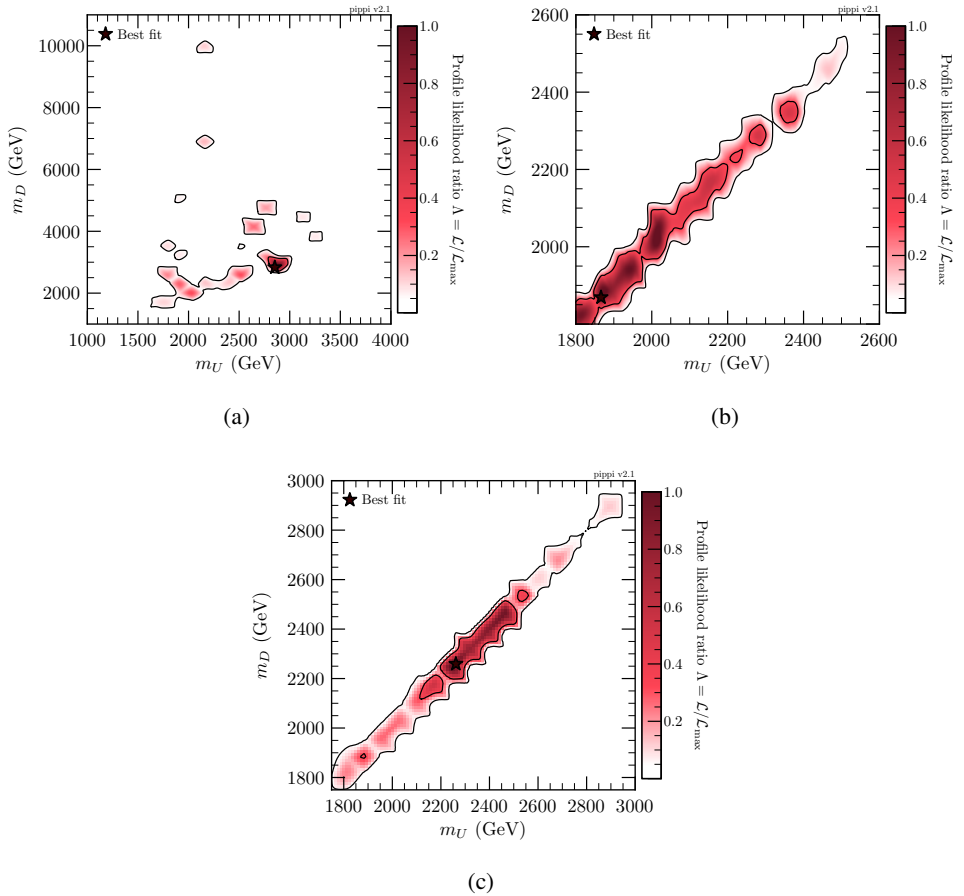 pippi v2.1
★ Best fit
10000
8000
6000
4000
2000
m_D (GeV)
1000 1500 2000 2500 3000 3500 4000
m_U (GeV)
1.0
0.8
0.6
0.4
0.2
Profile likelihood ratio Λ = ℒ/ℒ_max
(a)
pippi v2.1
★ Best fit
2600
2400
2200
2000
m_D (GeV)
1800 2000 2200 2400 2600
m_U (GeV)
1.0
0.8
0.6
0.4
0.2
Profile likelihood ratio Λ = ℒ/ℒ_max
(b)
pippi v2.1
★ Best fit
3000
2800
2600
2400
2200
2000
1800
m_D (GeV)
1800 2000 2200 2400 2600 2800 3000
m_U (GeV)
1.0
0.8
0.6
0.4
0.2
Profile likelihood ratio Λ = ℒ/ℒ_max
(c)